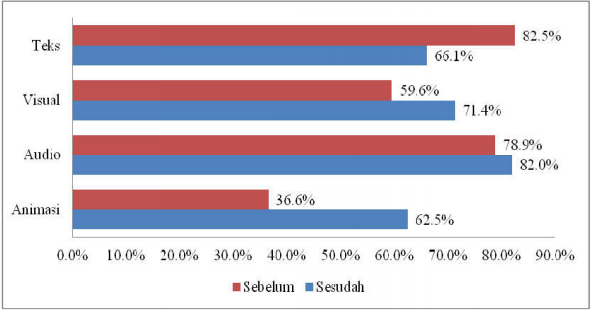 Teks
82.5%
66.1%
Visual
59.6%
71.4%
Audio
78.9%
82.0%
Animasi
36.6%
62.5%
0.0% 10.0% 20.0% 30.0% 40.0% 50.0% 60.0% 70.0% 80.0% 90.0%
Sebelum Sesudah